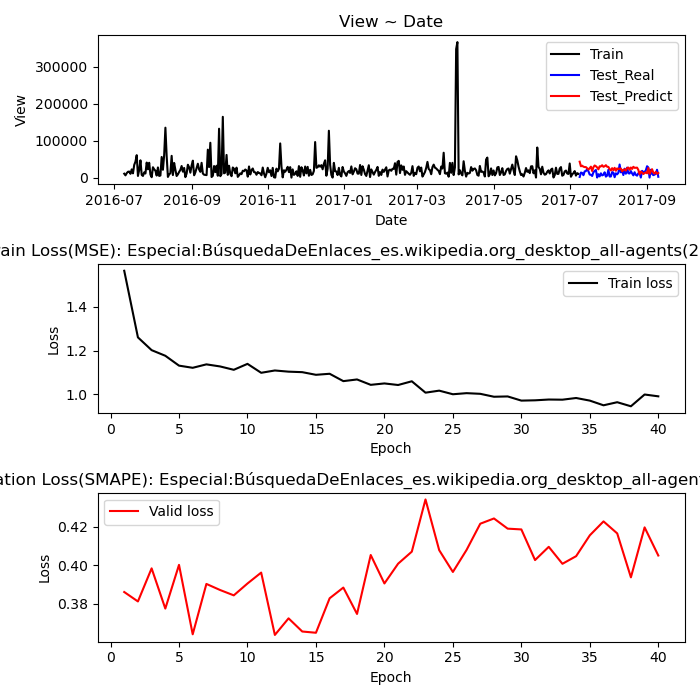 View ~ Date
View
300000
200000
100000
0
Train
Test_Real
Test_Predict
2016-07 2016-09 2016-11 2017-01 2017-03 2017-05 2017-07 2017-09
Date
rain Loss(MSE): Especial:BúsquedaDeEnlaces_es.wikipedia.org_desktop_all-agents(2
Loss
1.4
1.2
1.0
Train loss
0 5 10 15 20 25 30 35 40
Epoch
ation Loss(SMAPE): Especial:BúsquedaDeEnlaces_es.wikipedia.org_desktop_all-agent
Loss
0.42
0.40
0.38
Valid loss
0 5 10 15 20 25 30 35 40
Epoch